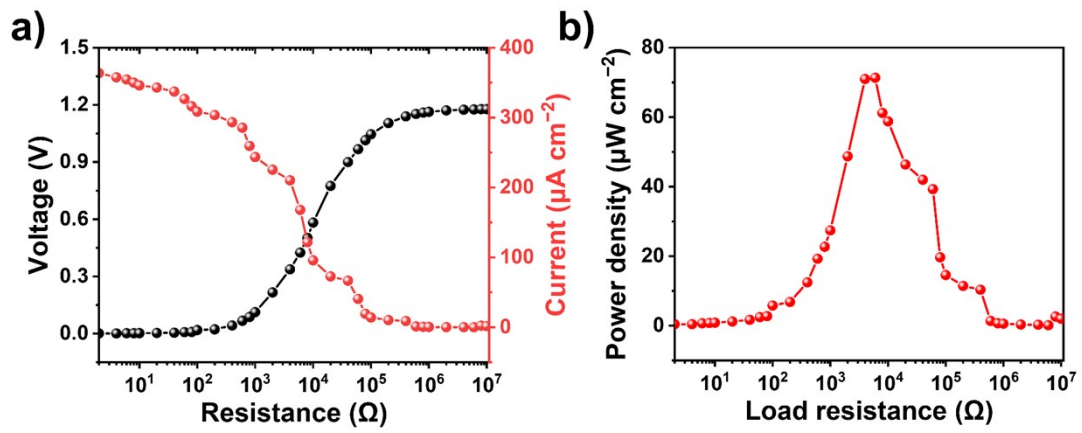 a)
1.5
1.2
0.9
0.6
0.3
0.0
Voltage (V)
400
300
200
100
0
Current (μA cm⁻²)
10¹ 10² 10³ 10⁴ 10⁵ 10⁶ 10⁷
Resistance (Ω)
b)
80
60
40
20
0
Power density (μW cm⁻²)
10¹ 10² 10³ 10⁴ 10⁵ 10⁶ 10⁷
Load resistance (Ω)